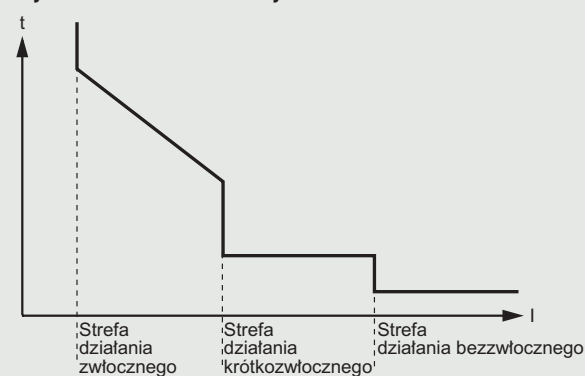 t
I
Strefa
działania
zwłocznego
Strefa
działania
krótkozwłocznego
Strefa
działania bezzwłocznego